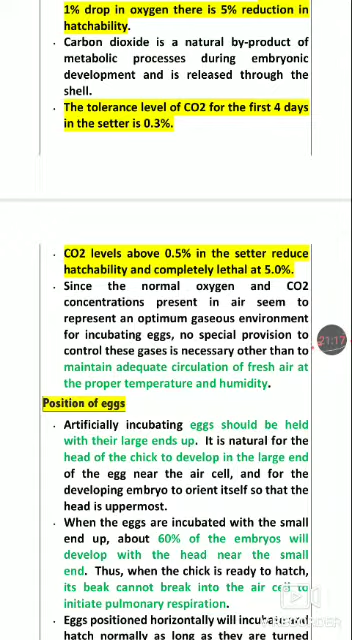 1% drop in oxygen there is 5% reduction in
hatchability.
· Carbon dioxide is a natural by-product of
metabolic processes during embryonic
development and is released through the
shell.
· The tolerance level of CO2 for the first 4 days
in the setter is 0.3%.
· CO2 levels above 0.5% in the setter reduce
hatchability and completely lethal at 5.0%.
· Since the normal oxygen and CO2
concentrations present in air seem to
represent an optimum gaseous environment
for incubating eggs, no special provision to
control these gases is necessary other than to
maintain adequate circulation of fresh air at
the proper temperature and humidity.
21:17
Position of eggs
· Artificially incubating eggs should be held
with their large ends up. It is natural for the
head of the chick to develop in the large end
of the egg near the air cell, and for the
developing embryo to orient itself so that the
head is uppermost.
· When the eggs are incubated with the small
end up, about 60% of the embryos will
develop with the head near the small
end. Thus, when the chick is ready to hatch,
its beak cannot break into the air cell to
initiate pulmonary respiration.
· Eggs positioned horizontally will incubate and
hatch normally as long as they are turned